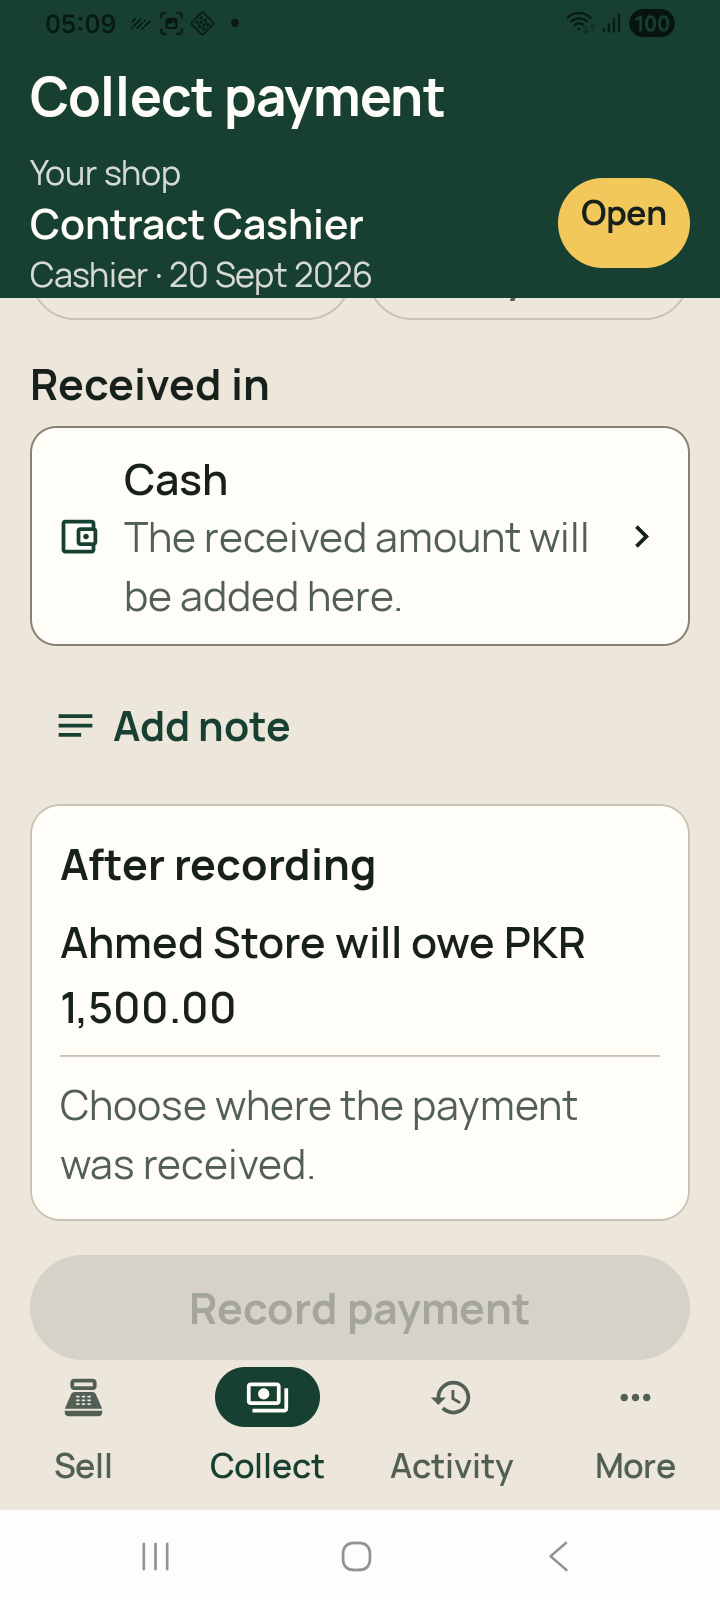 05:09
100
Collect payment
Your shop
Contract Cashier
Cashier · 20 Sept 2026
Open
Received in
Cash
The received amount will
be added here.
Add note
After recording
Ahmed Store will owe PKR
1,500.00
Choose where the payment
was received.
Record payment
Sell
Collect
Activity
More